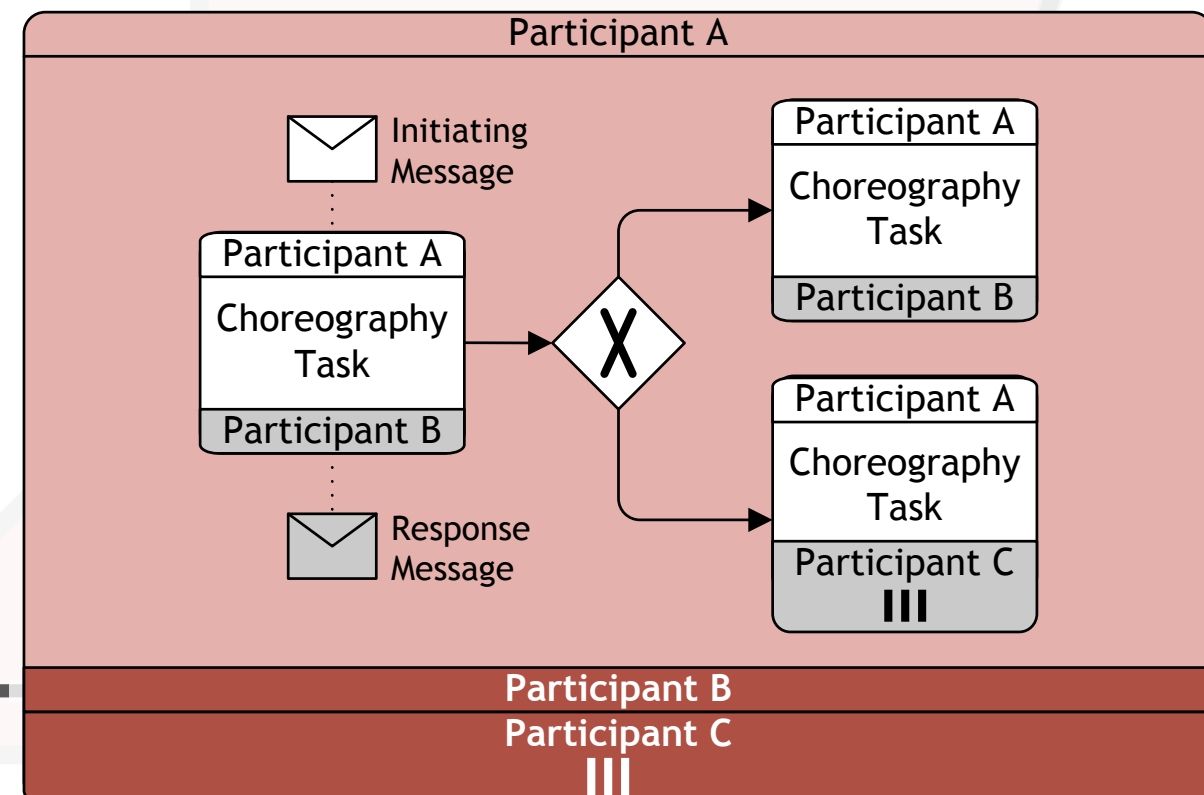 Participant A
Initiating
Message
Participant A
Choreography
Task
Participant B
Response
Message
X
Participant A
Choreography
Task
Participant B
Participant A
Choreography
Task
Participant C
Participant B
Participant C